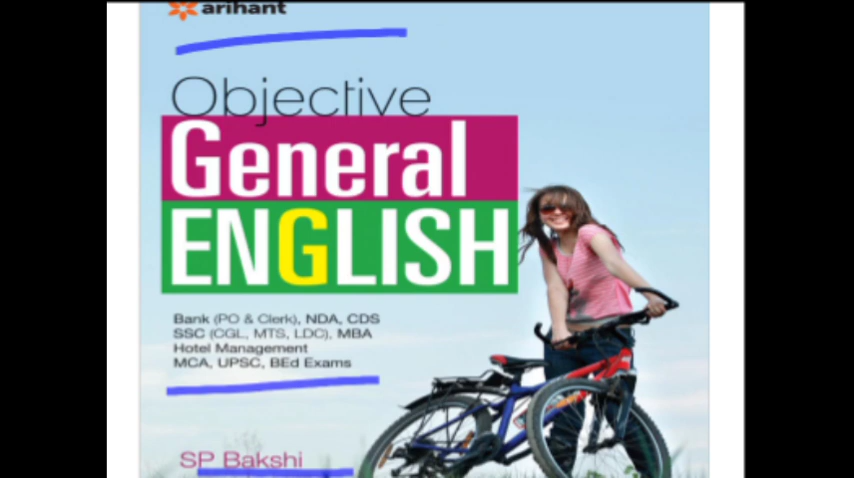 arihant
Objective
General
ENGLISH
Bank (PO & Clerk), NDA, CDS
SSC (CGL, MTS, LDC), MBA
Hotel Management
MCA, UPSC, BEd Exams
SP Bakshi